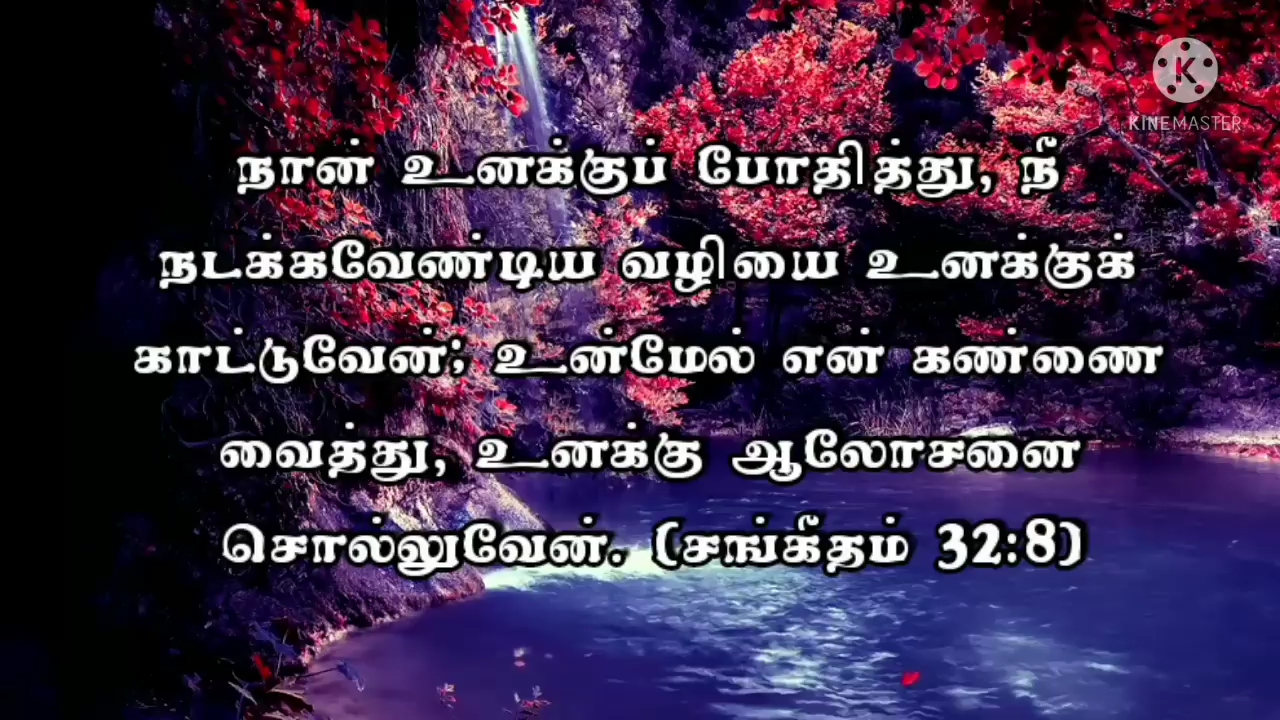 KINEMASTER
நான் உனக்குப் போதித்து, நீ
நடக்கவேண்டிய வழியை உனக்குக்
காட்டுவேன்; உன்மேல் என் கண்ணை
வைத்து, உனக்கு ஆலோசனை
சொல்லுவேன். (சங்கீதம் 32:8)